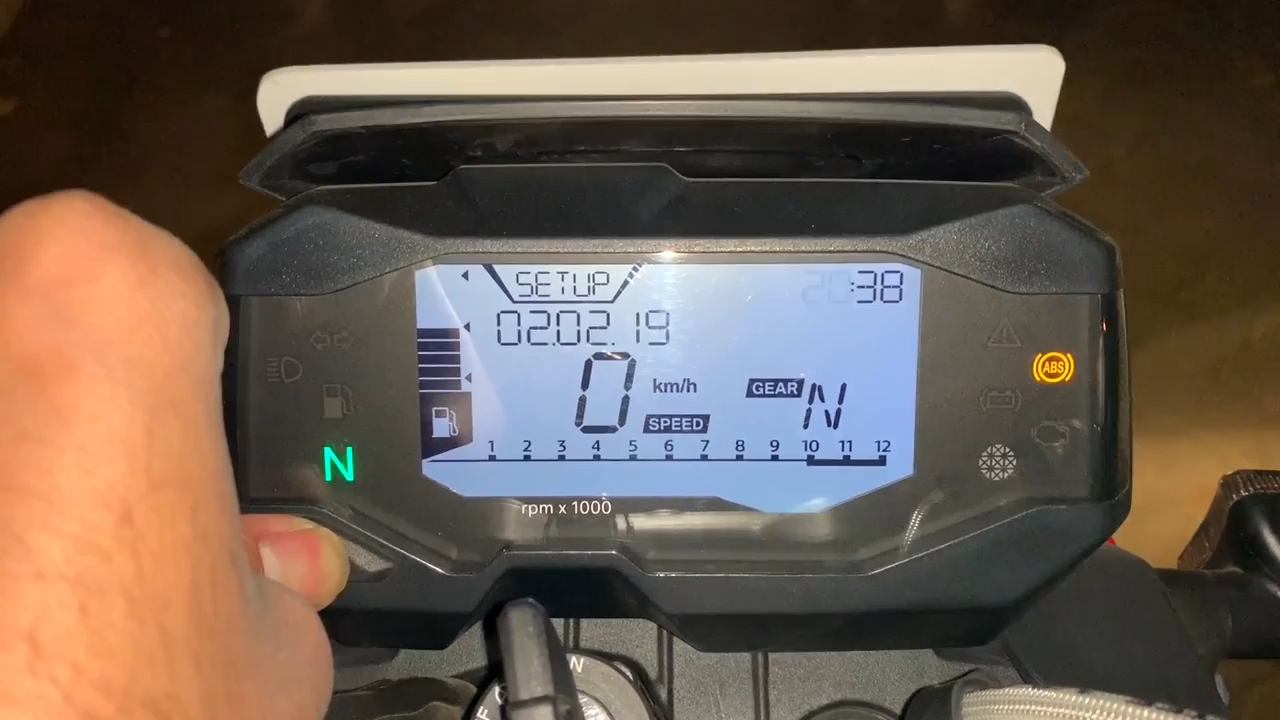 SETUP
20:38
02.02.19
0 km/h
SPEED
GEAR N
ABS
N
1 2 3 4 5 6 7 8 9 10 11 12
rpm x 1000
N
F